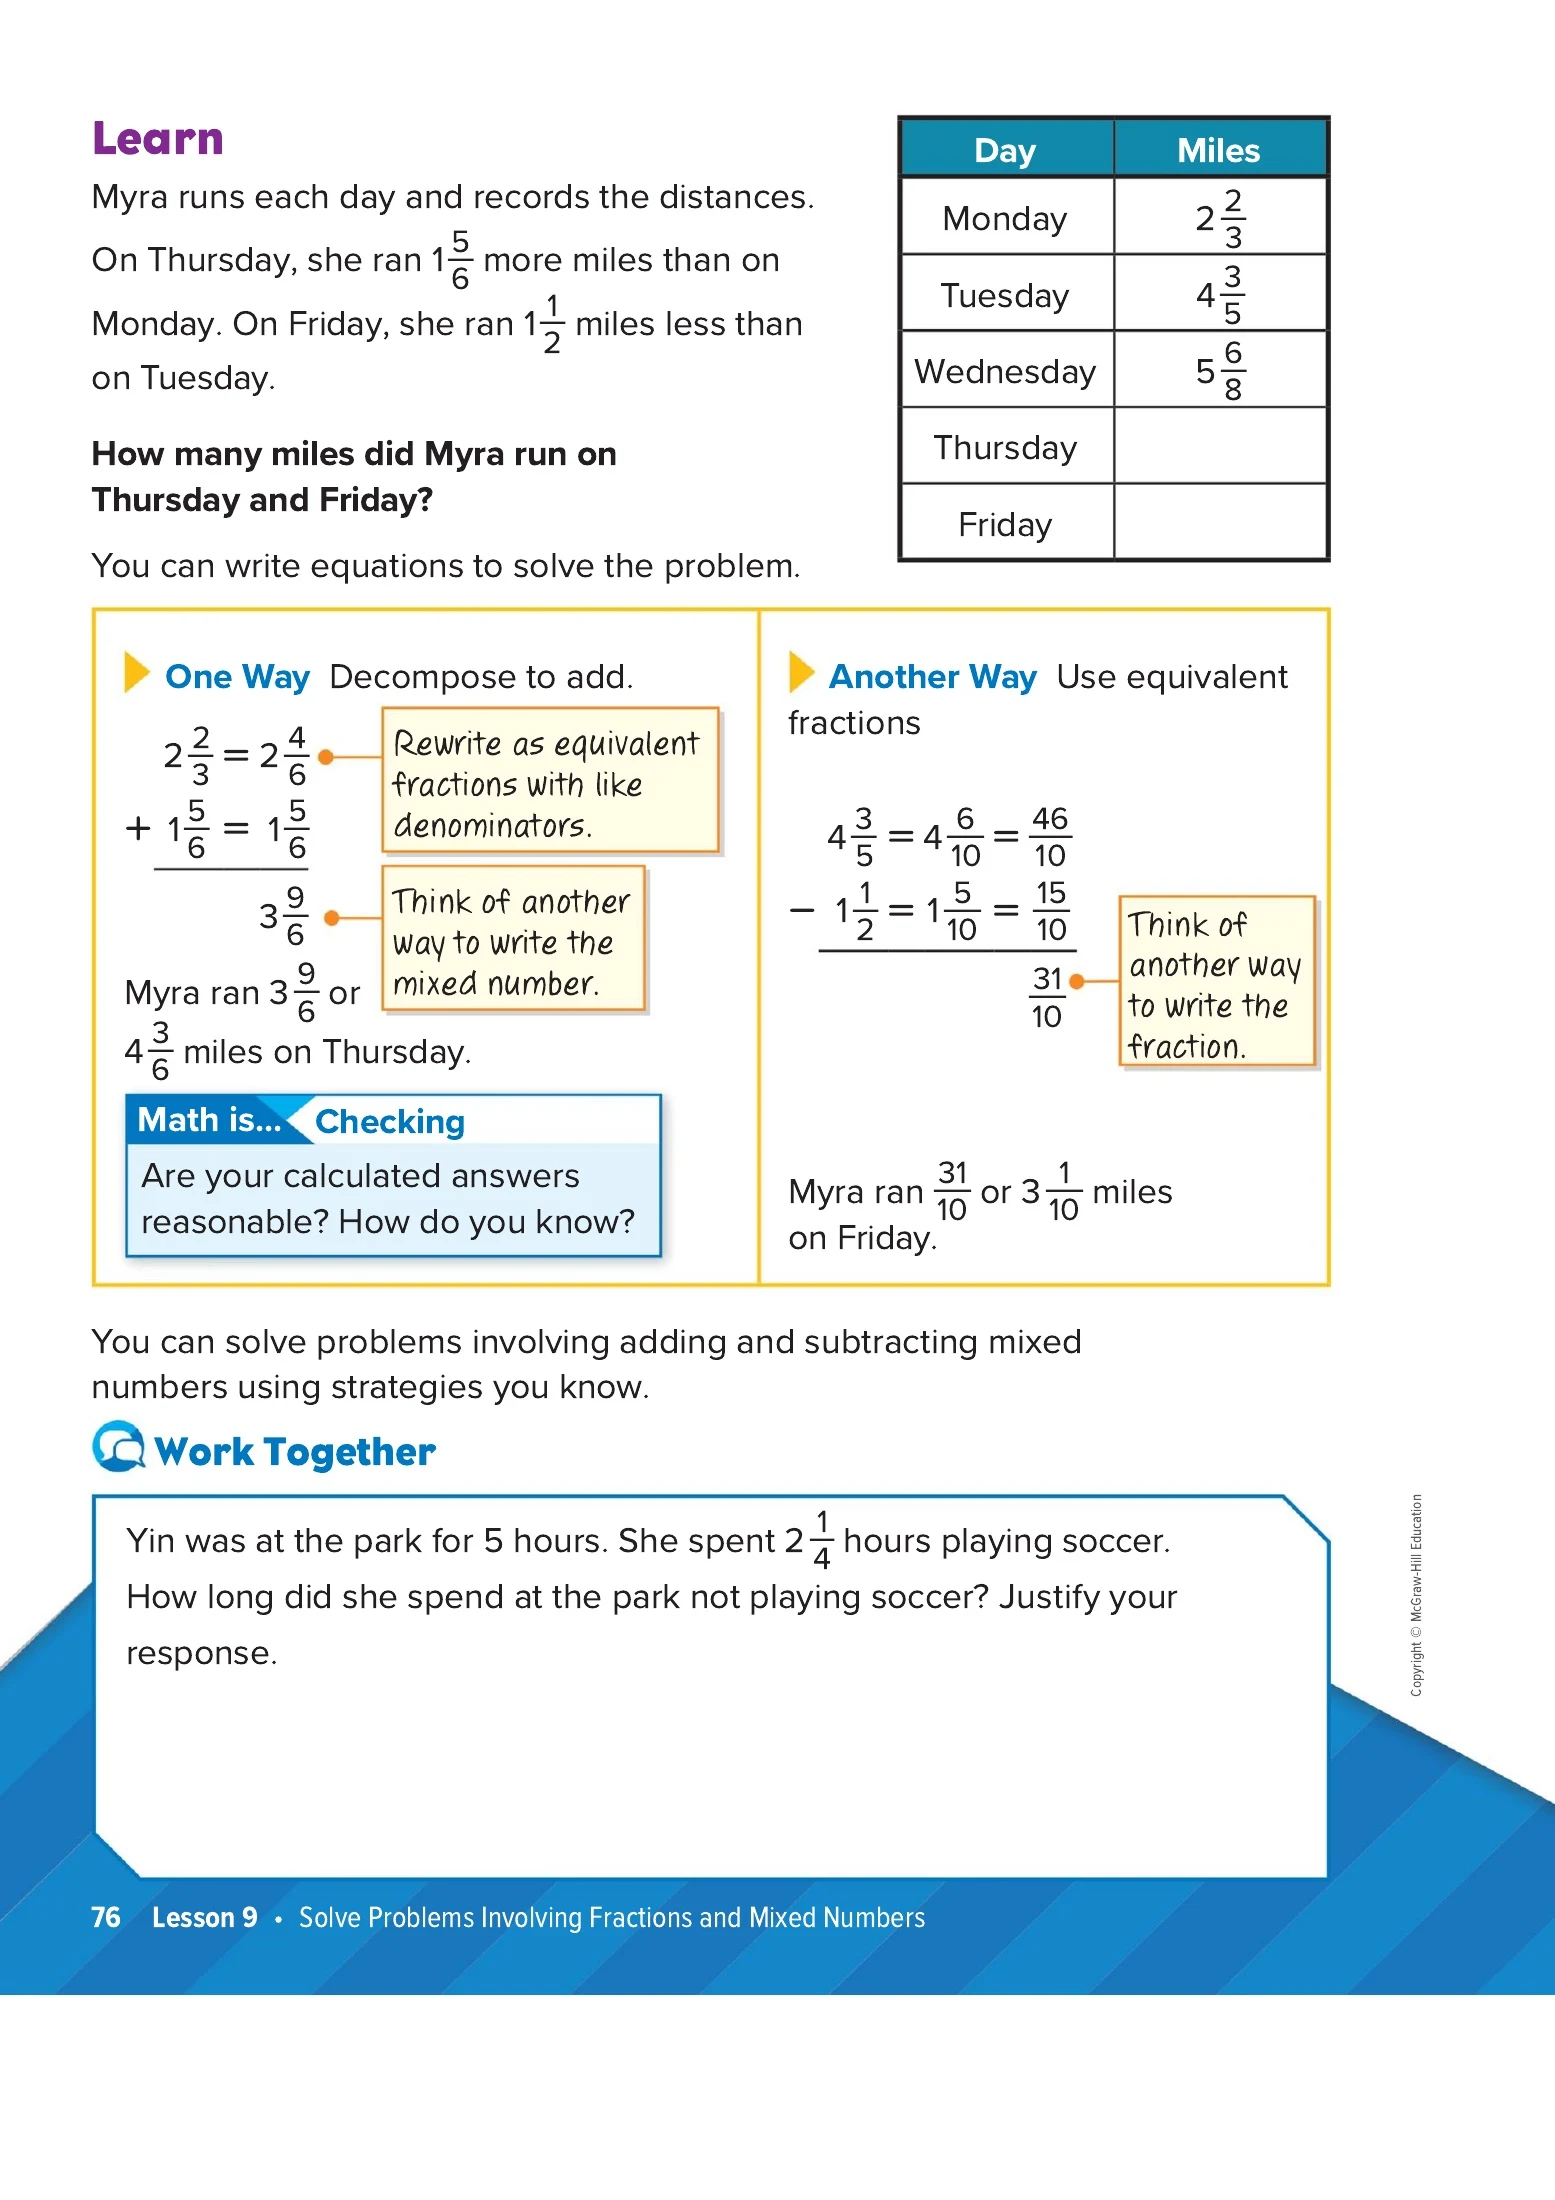 Learn
Myra runs each day and records the distances.
On Thursday, she ran 1 5/6 more miles than on
Monday. On Friday, she ran 1 1/2 miles less than
on Tuesday.
How many miles did Myra run on
Thursday and Friday?
You can write equations to solve the problem.
Day Miles
Monday 2 2/3
Tuesday 4 3/5
Wednesday 5 6/8
Thursday
Friday
One Way Decompose to add.
2 2/3 = 2 4/6
+ 1 5/6 = 1 5/6
3 9/6
Rewrite as equivalent
fractions with like
denominators.
Think of another
way to write the
mixed number.
Myra ran 3 9/6 or
4 3/6 miles on Thursday.
Math is... Checking
Are your calculated answers
reasonable? How do you know?
Another Way Use equivalent
fractions
4 3/5 = 4 6/10 = 46/10
− 1 1/2 = 1 5/10 = 15/10
31/10
Think of
another way
to write the
fraction.
Myra ran 31/10 or 3 1/10 miles
on Friday.
You can solve problems involving adding and subtracting mixed
numbers using strategies you know.
Work Together
Yin was at the park for 5 hours. She spent 2 1/4 hours playing soccer.
How long did she spend at the park not playing soccer? Justify your
response.
Copyright © McGraw-Hill Education
76 Lesson 9 • Solve Problems Involving Fractions and Mixed Numbers